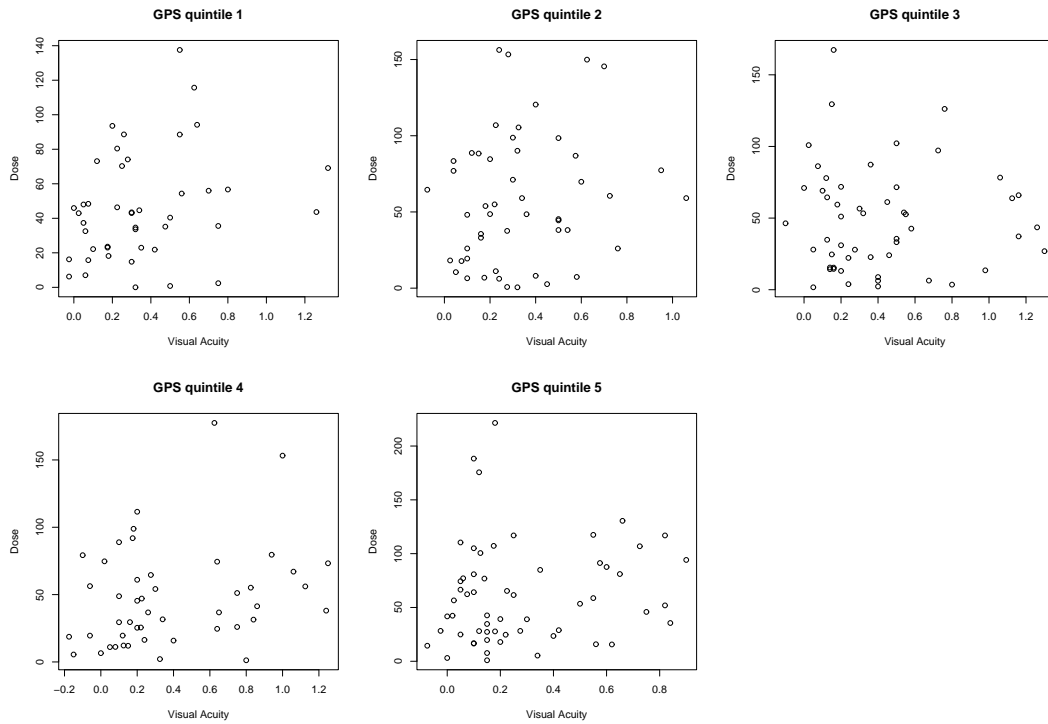 GPS quintile 1
140
120
100
80
60
40
20
0
Dose
0.0 0.2 0.4 0.6 0.8 1.0 1.2
Visual Acuity
GPS quintile 2
150
100
50
0
Dose
0.0 0.2 0.4 0.6 0.8 1.0
Visual Acuity
GPS quintile 3
150
100
50
0
Dose
0.0 0.2 0.4 0.6 0.8 1.0 1.2
Visual Acuity
GPS quintile 4
150
100
50
0
Dose
−0.2 0.0 0.2 0.4 0.6 0.8 1.0 1.2
Visual Acuity
GPS quintile 5
200
150
100
50
0
Dose
0.0 0.2 0.4 0.6 0.8
Visual Acuity